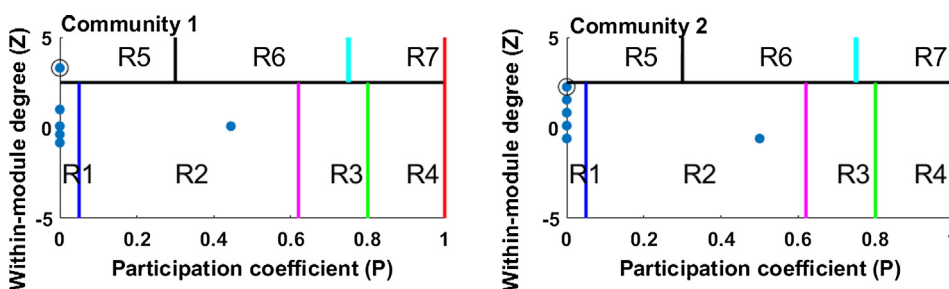 Community 1
Within-module degree (Z)
5
0
-5
R5
R6
R7
R1
R2
R3
R4
0
0.2
0.4
0.6
0.8
1
Participation coefficient (P)
Community 2
Within-module degree (Z)
5
0
-5
R5
R6
R7
R1
R2
R3
R4
0
0.2
0.4
0.6
0.8
Participation coefficient (P)